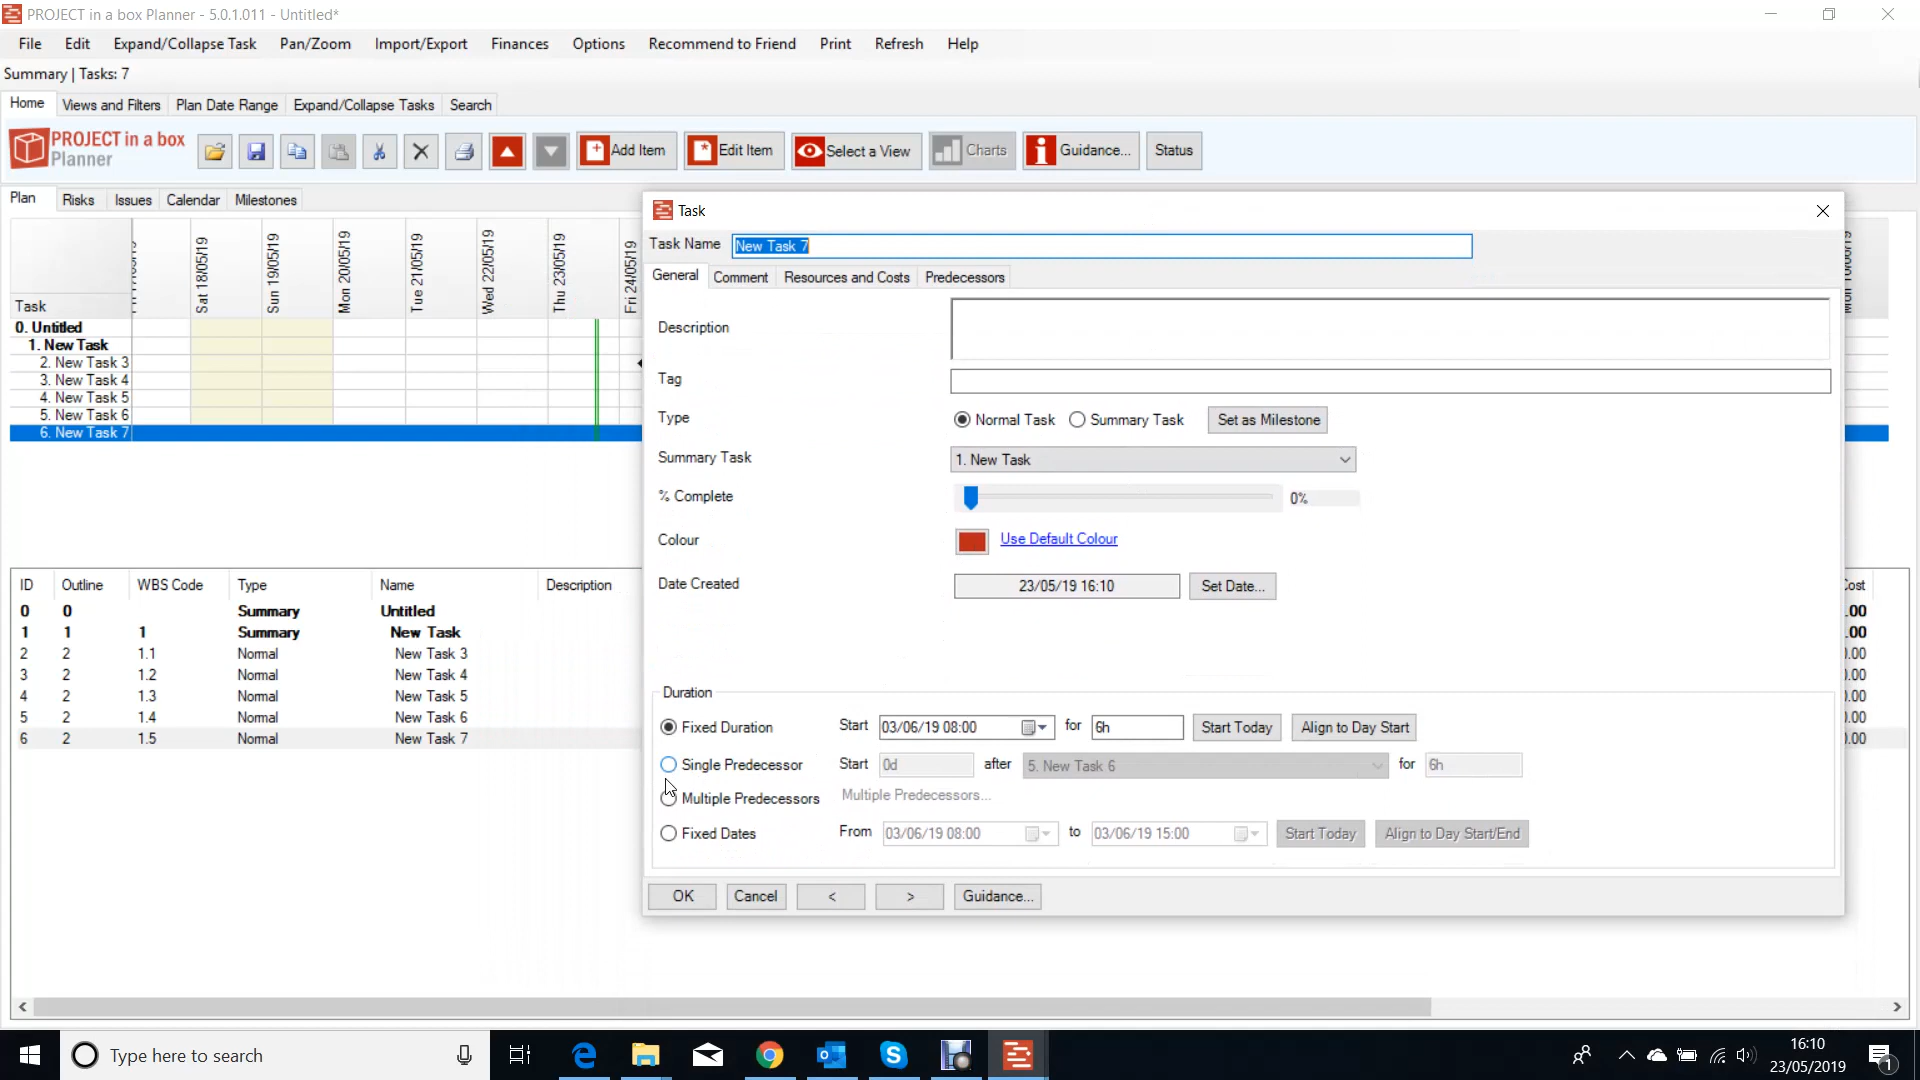 PROJECT in a box Planner - 5.0.1.011 - Untitled*
File Edit Expand/Collapse Task Pan/Zoom Import/Export Finances Options Recommend to Friend Print Refresh Help
Summary | Tasks: 7
Home Views and Filters Plan Date Range Expand/Collapse Tasks Search
PROJECT in a box
Planner
Add Item Edit Item Select a View Charts Guidance... Status
Plan Risks Issues Calendar Milestones
Task Sat 18/05/19 Sun 19/05/19 Mon 20/05/19 Tue 21/05/19 Wed 22/05/19 Thu 23/05/19 Fri 24/05/19
0. Untitled
1. New Task
2. New Task 3
3. New Task 4
4. New Task 5
5. New Task 6
6. New Task 7
Task
Task Name New Task 7
General Comment Resources and Costs Predecessors
Description
Tag
Type Normal Task Summary Task Set as Milestone
Summary Task 1. New Task
% Complete 0%
Colour Use Default Colour
Date Created 23/05/19 16:10 Set Date...
Duration
Fixed Duration Start 03/06/19 08:00 for 6h Start Today Align to Day Start
Single Predecessor Start 0d after 5. New Task 6 for 6h
Multiple Predecessors Multiple Predecessors...
Fixed Dates From 03/06/19 08:00 to 03/06/19 15:00 Start Today Align to Day Start/End
OK Cancel < > Guidance...
ID Outline WBS Code Type Name Description Cost
0 0 Summary Untitled .00
1 1 1 Summary New Task .00
2 2 1.1 Normal New Task 3 0.00
3 2 1.2 Normal New Task 4 0.00
4 2 1.3 Normal New Task 5 0.00
5 2 1.4 Normal New Task 6 0.00
6 2 1.5 Normal New Task 7 0.00
Type here to search
16:10
23/05/2019
1